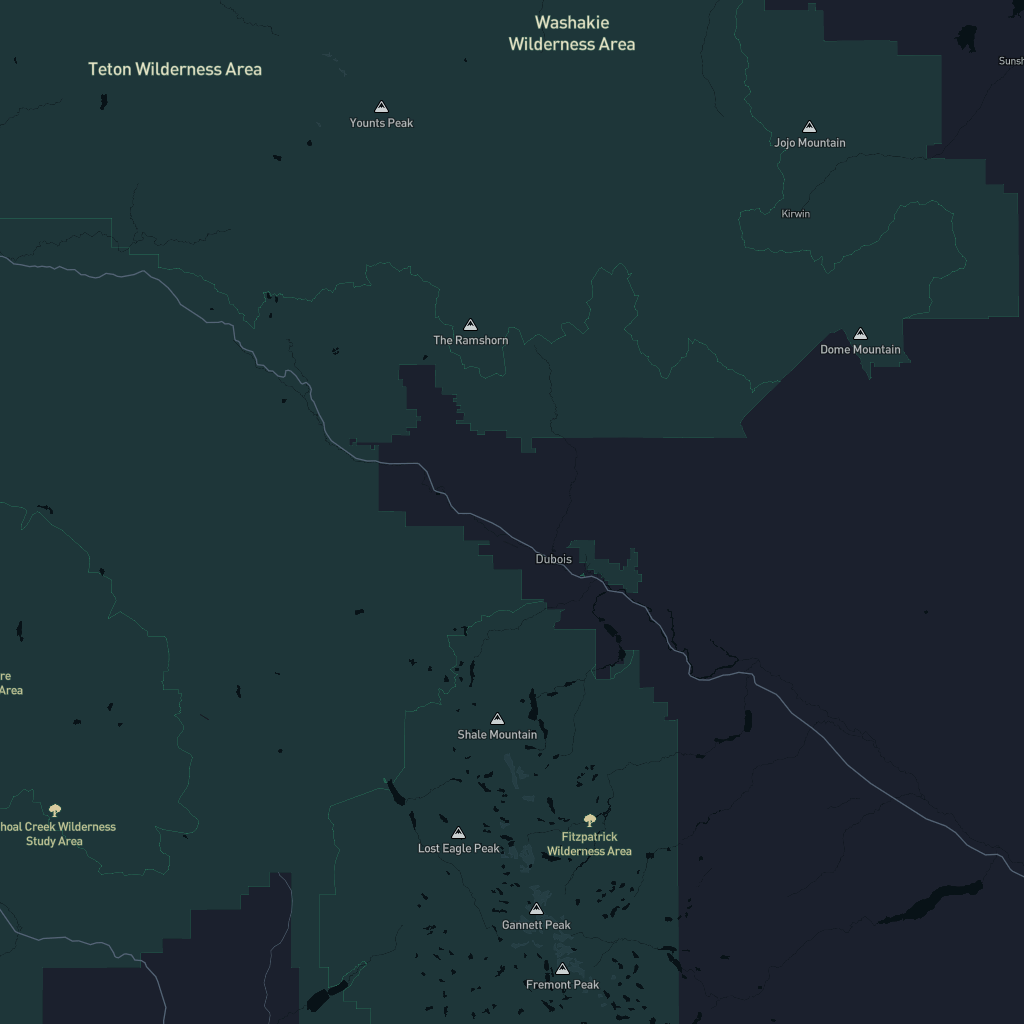 Washakie
Wilderness Area
Teton Wilderness Area
Sunsh
Younts Peak
Jojo Mountain
Kirwin
The Ramshorn
Dome Mountain
Dubois
re
Area
Shale Mountain
hoal Creek Wilderness
Study Area
Fitzpatrick
Wilderness Area
Lost Eagle Peak
Gannett Peak
Fremont Peak